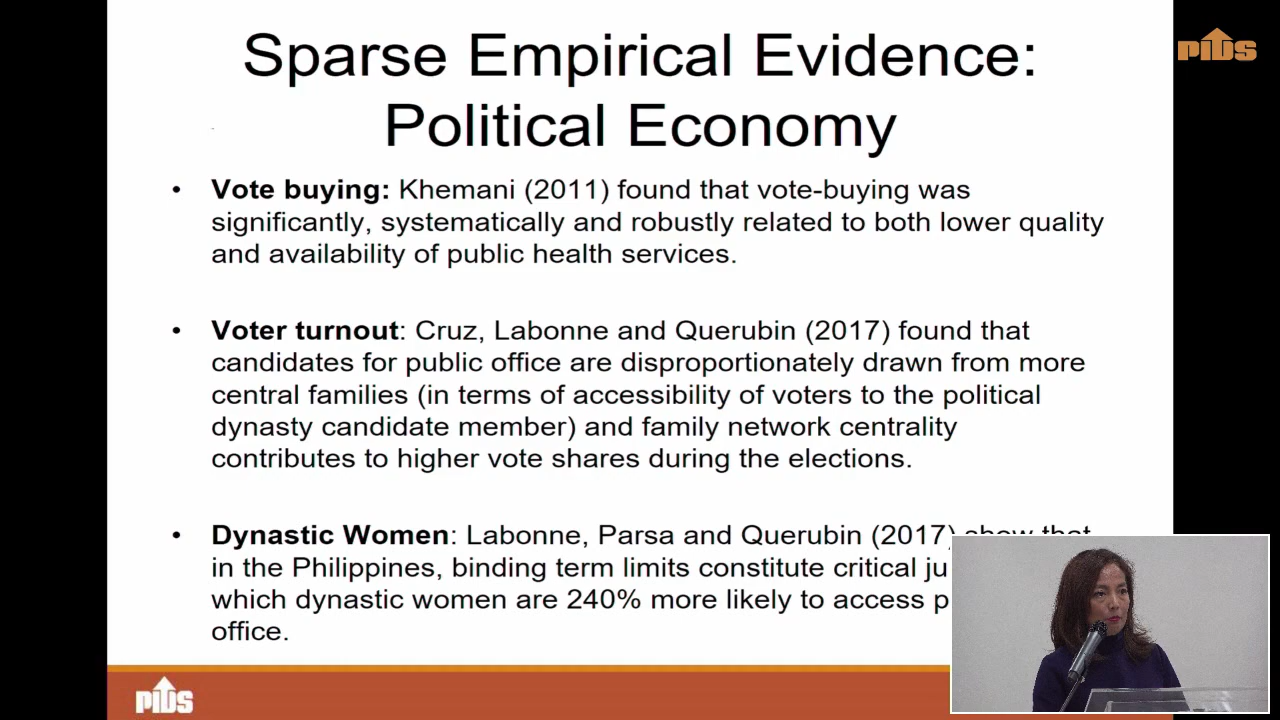 PIDS
Sparse Empirical Evidence:
Political Economy
• Vote buying: Khemani (2011) found that vote-buying was
significantly, systematically and robustly related to both lower quality
and availability of public health services.
• Voter turnout: Cruz, Labonne and Querubin (2017) found that
candidates for public office are disproportionately drawn from more
central families (in terms of accessibility of voters to the political
dynasty candidate member) and family network centrality
contributes to higher vote shares during the elections.
• Dynastic Women: Labonne, Parsa and Querubin (2017) show that
in the Philippines, binding term limits constitute critical
which dynastic women are 240% more likely to access
office.
PIDS